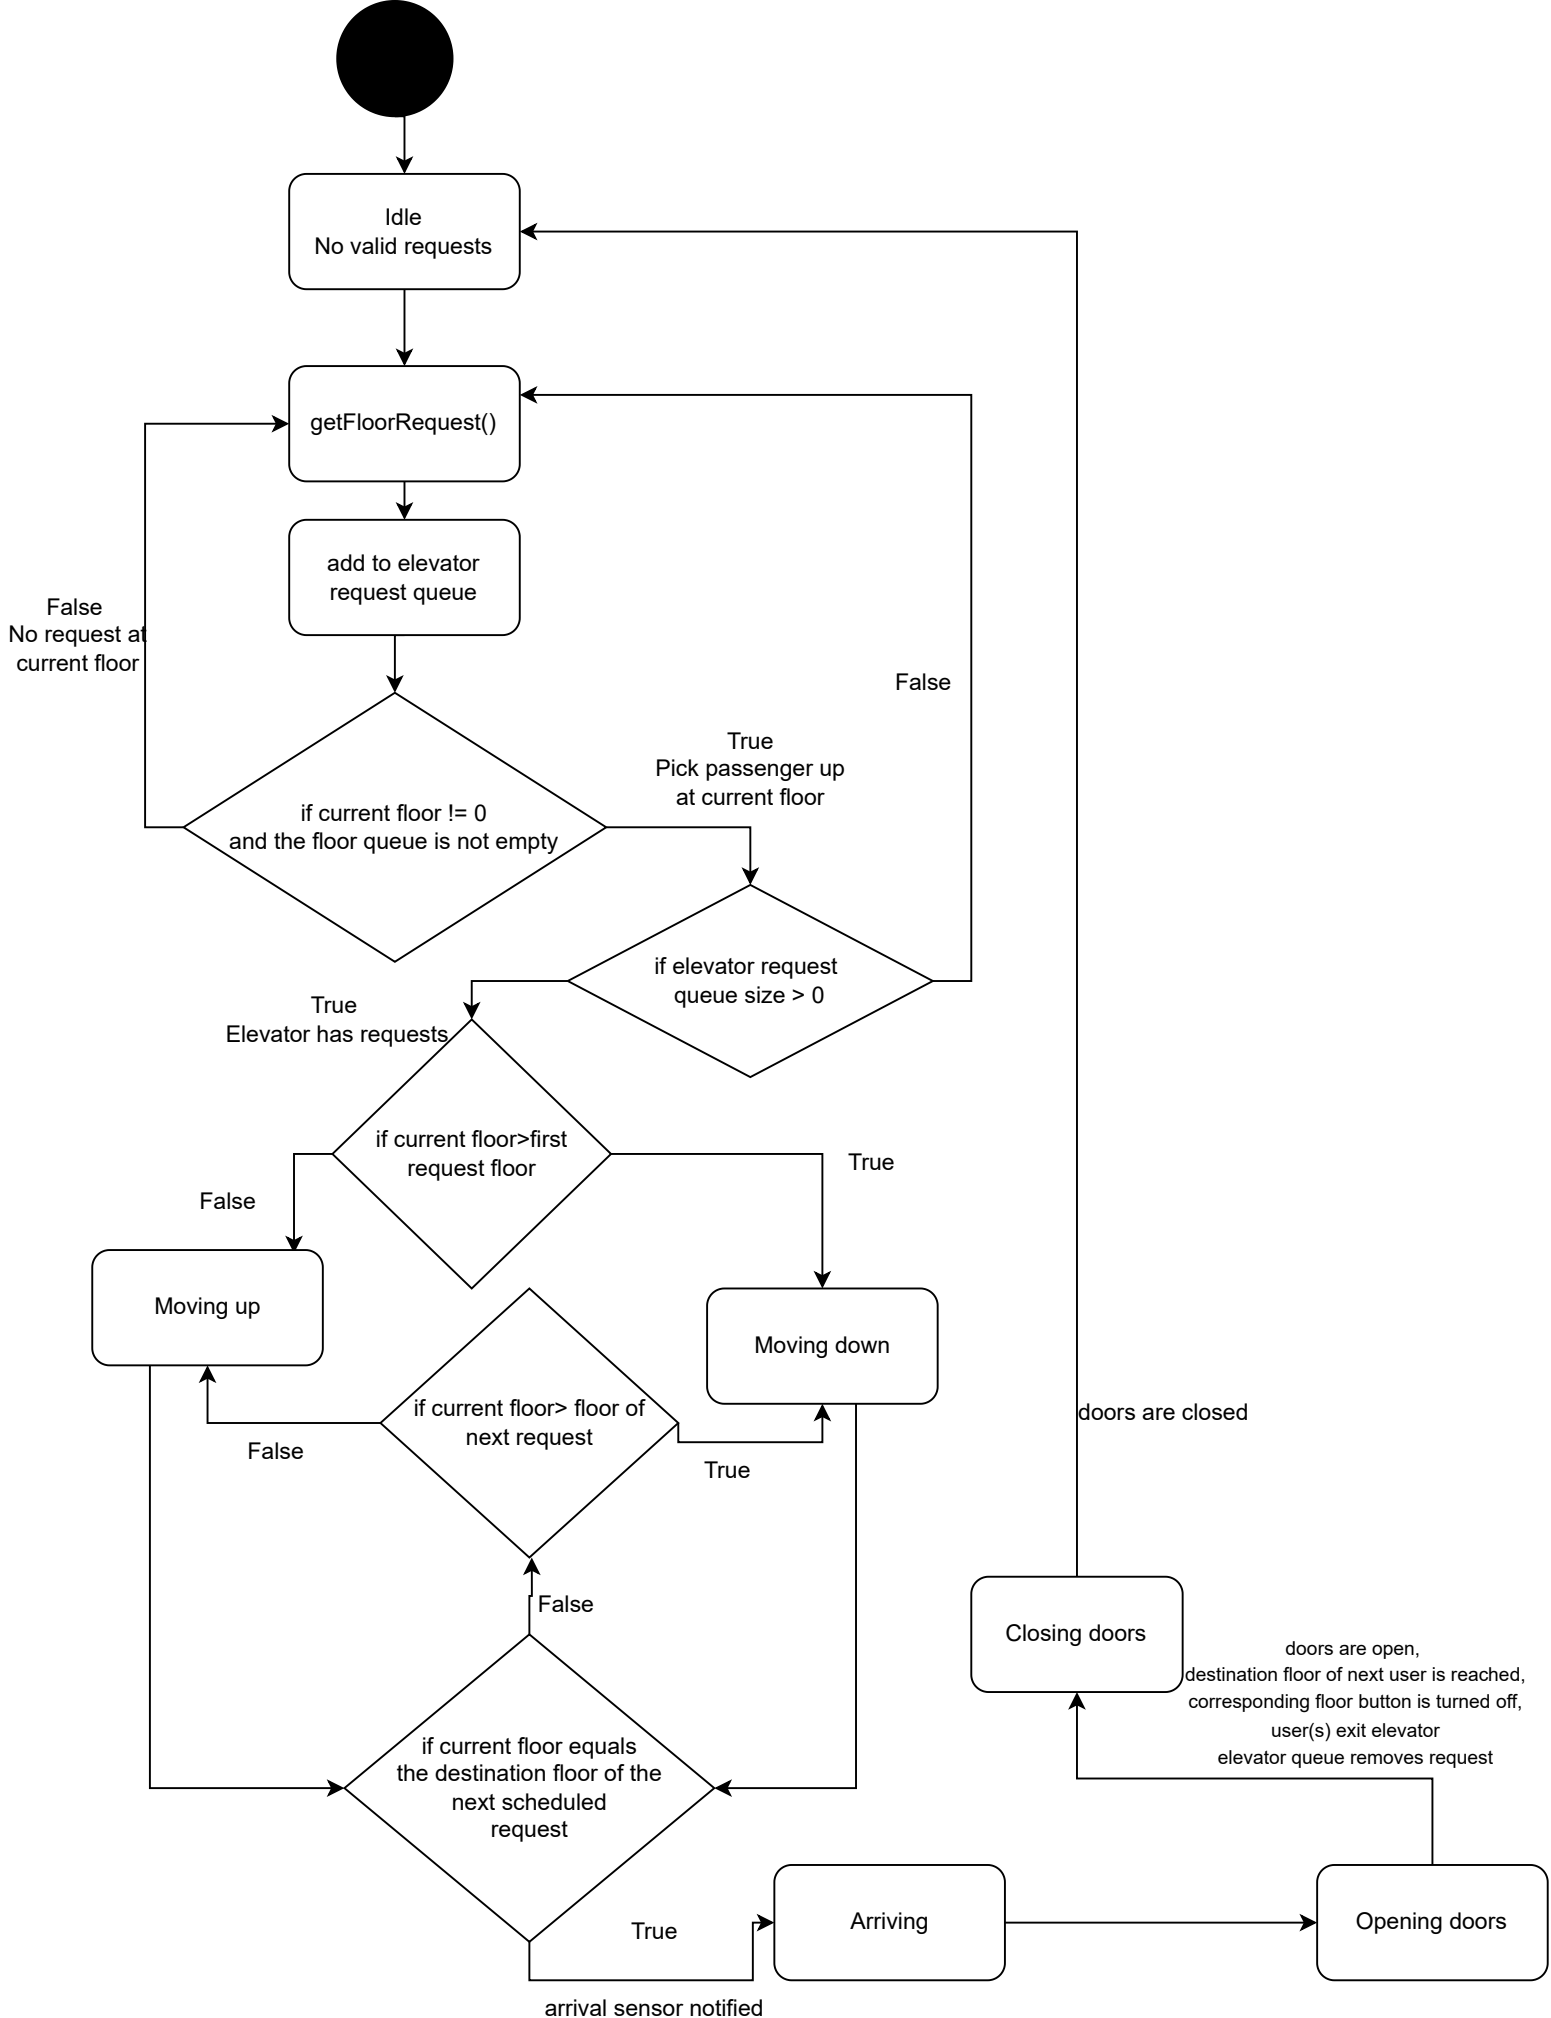 Idle
No valid requests
getFloorRequest()
add to elevator
request queue
False
No request at
current floor
False
True
Pick passenger up
at current floor
if current floor != 0
and the floor queue is not empty
if elevator request
queue size > 0
True
Elevator has requests
if current floor>first
request floor
True
False
Moving up
Moving down
if current floor> floor of
next request
False
True
doors are closed
False
Closing doors
doors are open,
destination floor of next user is reached,
corresponding floor button is turned off,
user(s) exit elevator
elevator queue removes request
if current floor equals
the destination floor of the
next scheduled
request
True
Arriving
Opening doors
arrival sensor notified